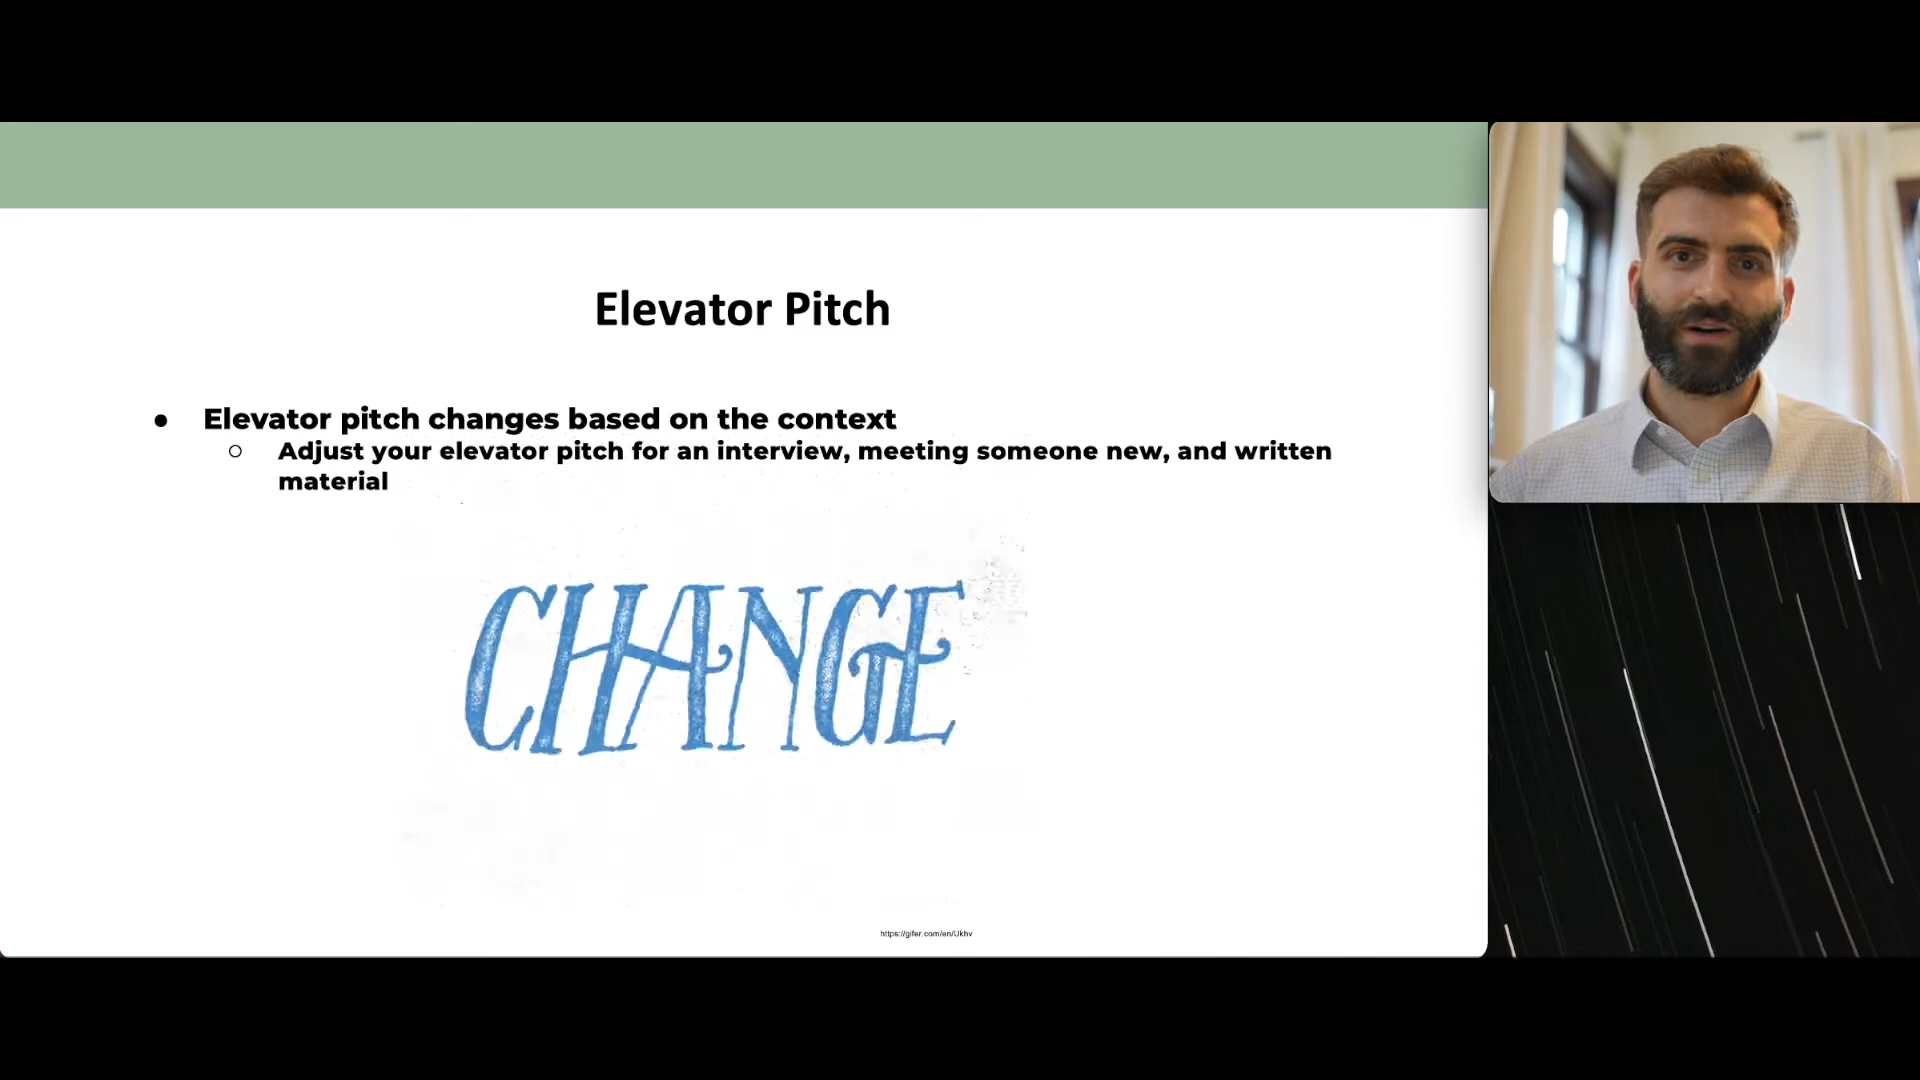 Elevator Pitch
● Elevator pitch changes based on the context
○ Adjust your elevator pitch for an interview, meeting someone new, and written
material
CHANGE
https://gifer.com/en/Ukhv